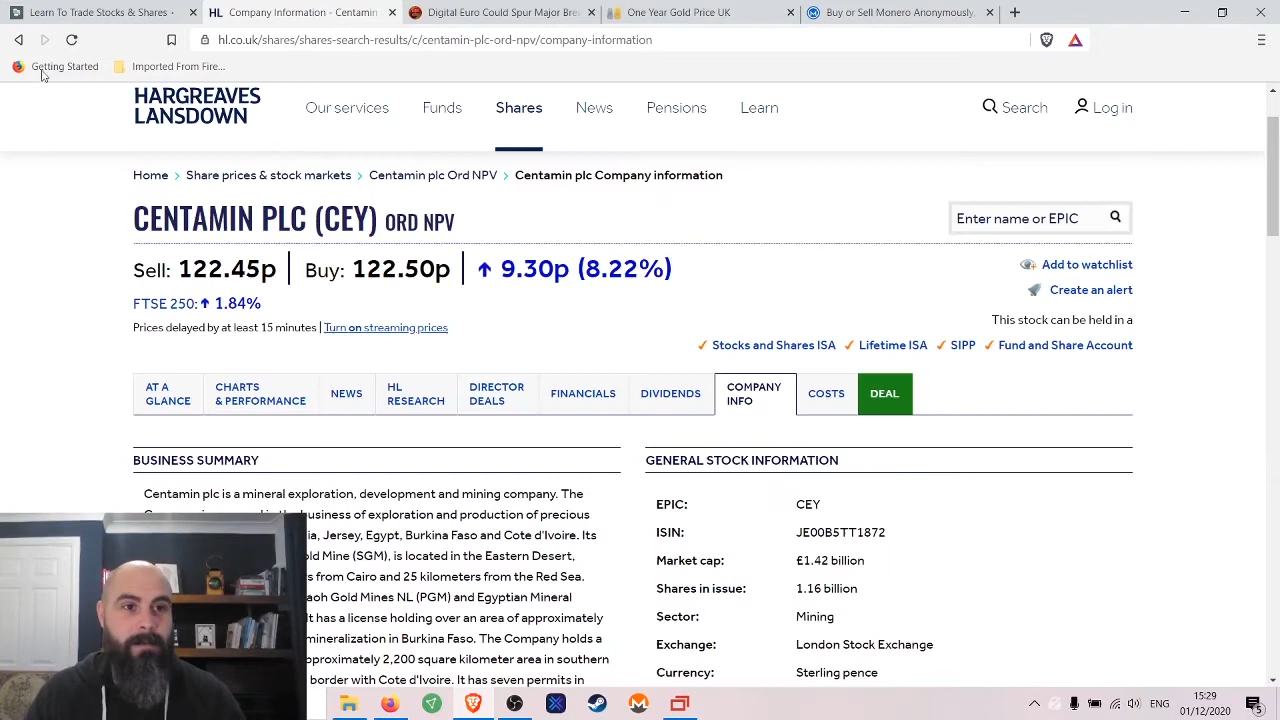 Learn To Trade Stocks & Shares -
HL Centamin plc Ord NPV -
Digital Euro Could Spur Major Bre
One Year Gold Price UK
Buy or Sell Monero Anonymously,
hl.co.uk/shares/shares-search-results/c/centamin-plc-ord-npv/company-information
Getting Started
Imported From Fire...
HARGREAVES
LANSDOWN
Our services
Funds
Shares
News
Pensions
Learn
Search
Log in
Home > Share prices & stock markets > Centamin plc Ord NPV > Centamin plc Company information
CENTAMIN PLC (CEY) ORD NPV
Enter name or EPIC
Sell: 122.45p | Buy: 122.50p | 9.30p (8.22%)
Add to watchlist
FTSE 250: 1.84%
Create an alert
Prices delayed by at least 15 minutes | Turn on streaming prices
This stock can be held in a
Stocks and Shares ISA
Lifetime ISA
SIPP
Fund and Share Account
AT A
GLANCE
CHARTS
& PERFORMANCE
NEWS
HL
RESEARCH
DIRECTOR
DEALS
FINANCIALS
DIVIDENDS
COMPANY
INFO
COSTS
DEAL
BUSINESS SUMMARY
Centamin plc is a mineral exploration, development and mining company. The
business of exploration and production of precious
Jersey, Egypt, Burkina Faso and Cote d'Ivoire. Its
Mine (SGM), is located in the Eastern Desert,
from Cairo and 25 kilometers from the Red Sea.
Gold Mines NL (PGM) and Egyptian Mineral
has a license holding over an area of approximately
mineralization in Burkina Faso. The Company holds a
2,200 square kilometer area in southern
border with Cote d'Ivoire. It has seven permits in
GENERAL STOCK INFORMATION
EPIC: CEY
ISIN: JE00B5TT1872
Market cap: £1.42 billion
Shares in issue: 1.16 billion
Sector: Mining
Exchange: London Stock Exchange
Currency: Sterling pence
15:29
01/12/2020
5